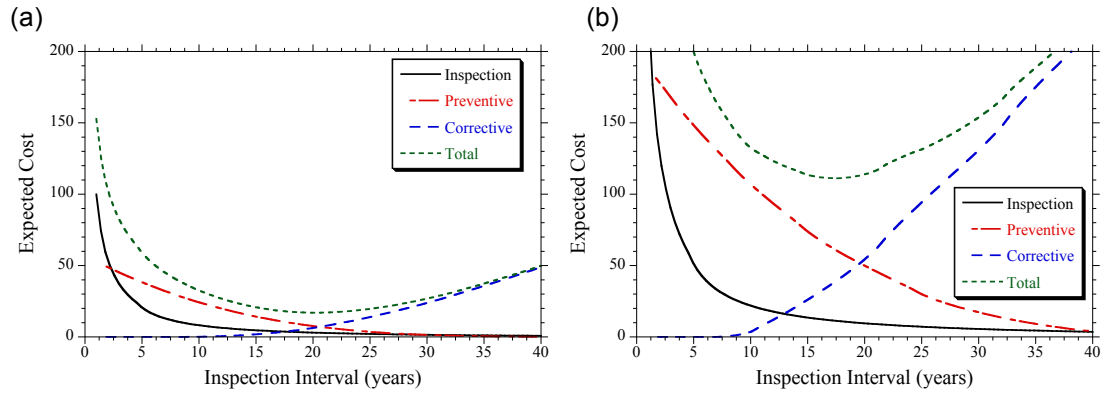 (a)
(b)
200
150
100
50
0
Expected Cost
Inspection
Preventive
Corrective
Total
0 5 10 15 20 25 30 35 40
Inspection Interval (years)
200
150
100
50
0
Expected Cost
Inspection
Preventive
Corrective
Total
0 5 10 15 20 25 30 35 40
Inspection Interval (years)